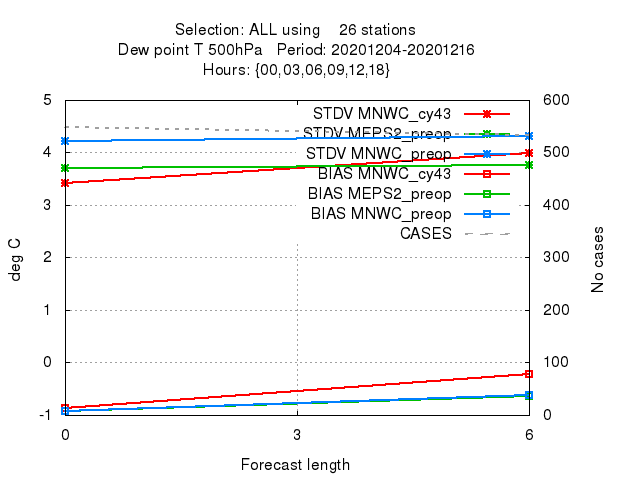 Selection: ALL using    26 stations
Dew point T 500hPa   Period: 20201204-20201216
Hours: {00,03,06,09,12,18}
5
600
STDV MNWC_cy43
STDV MEPS2_preop
4
500
STDV MNWC_preop
BIAS MNWC_cy43
BIAS MEPS2_preop
3
400
BIAS MNWC_preop
CASES
2
300
deg C
No cases
1
200
0
100
-1
0
0
3
6
Forecast length